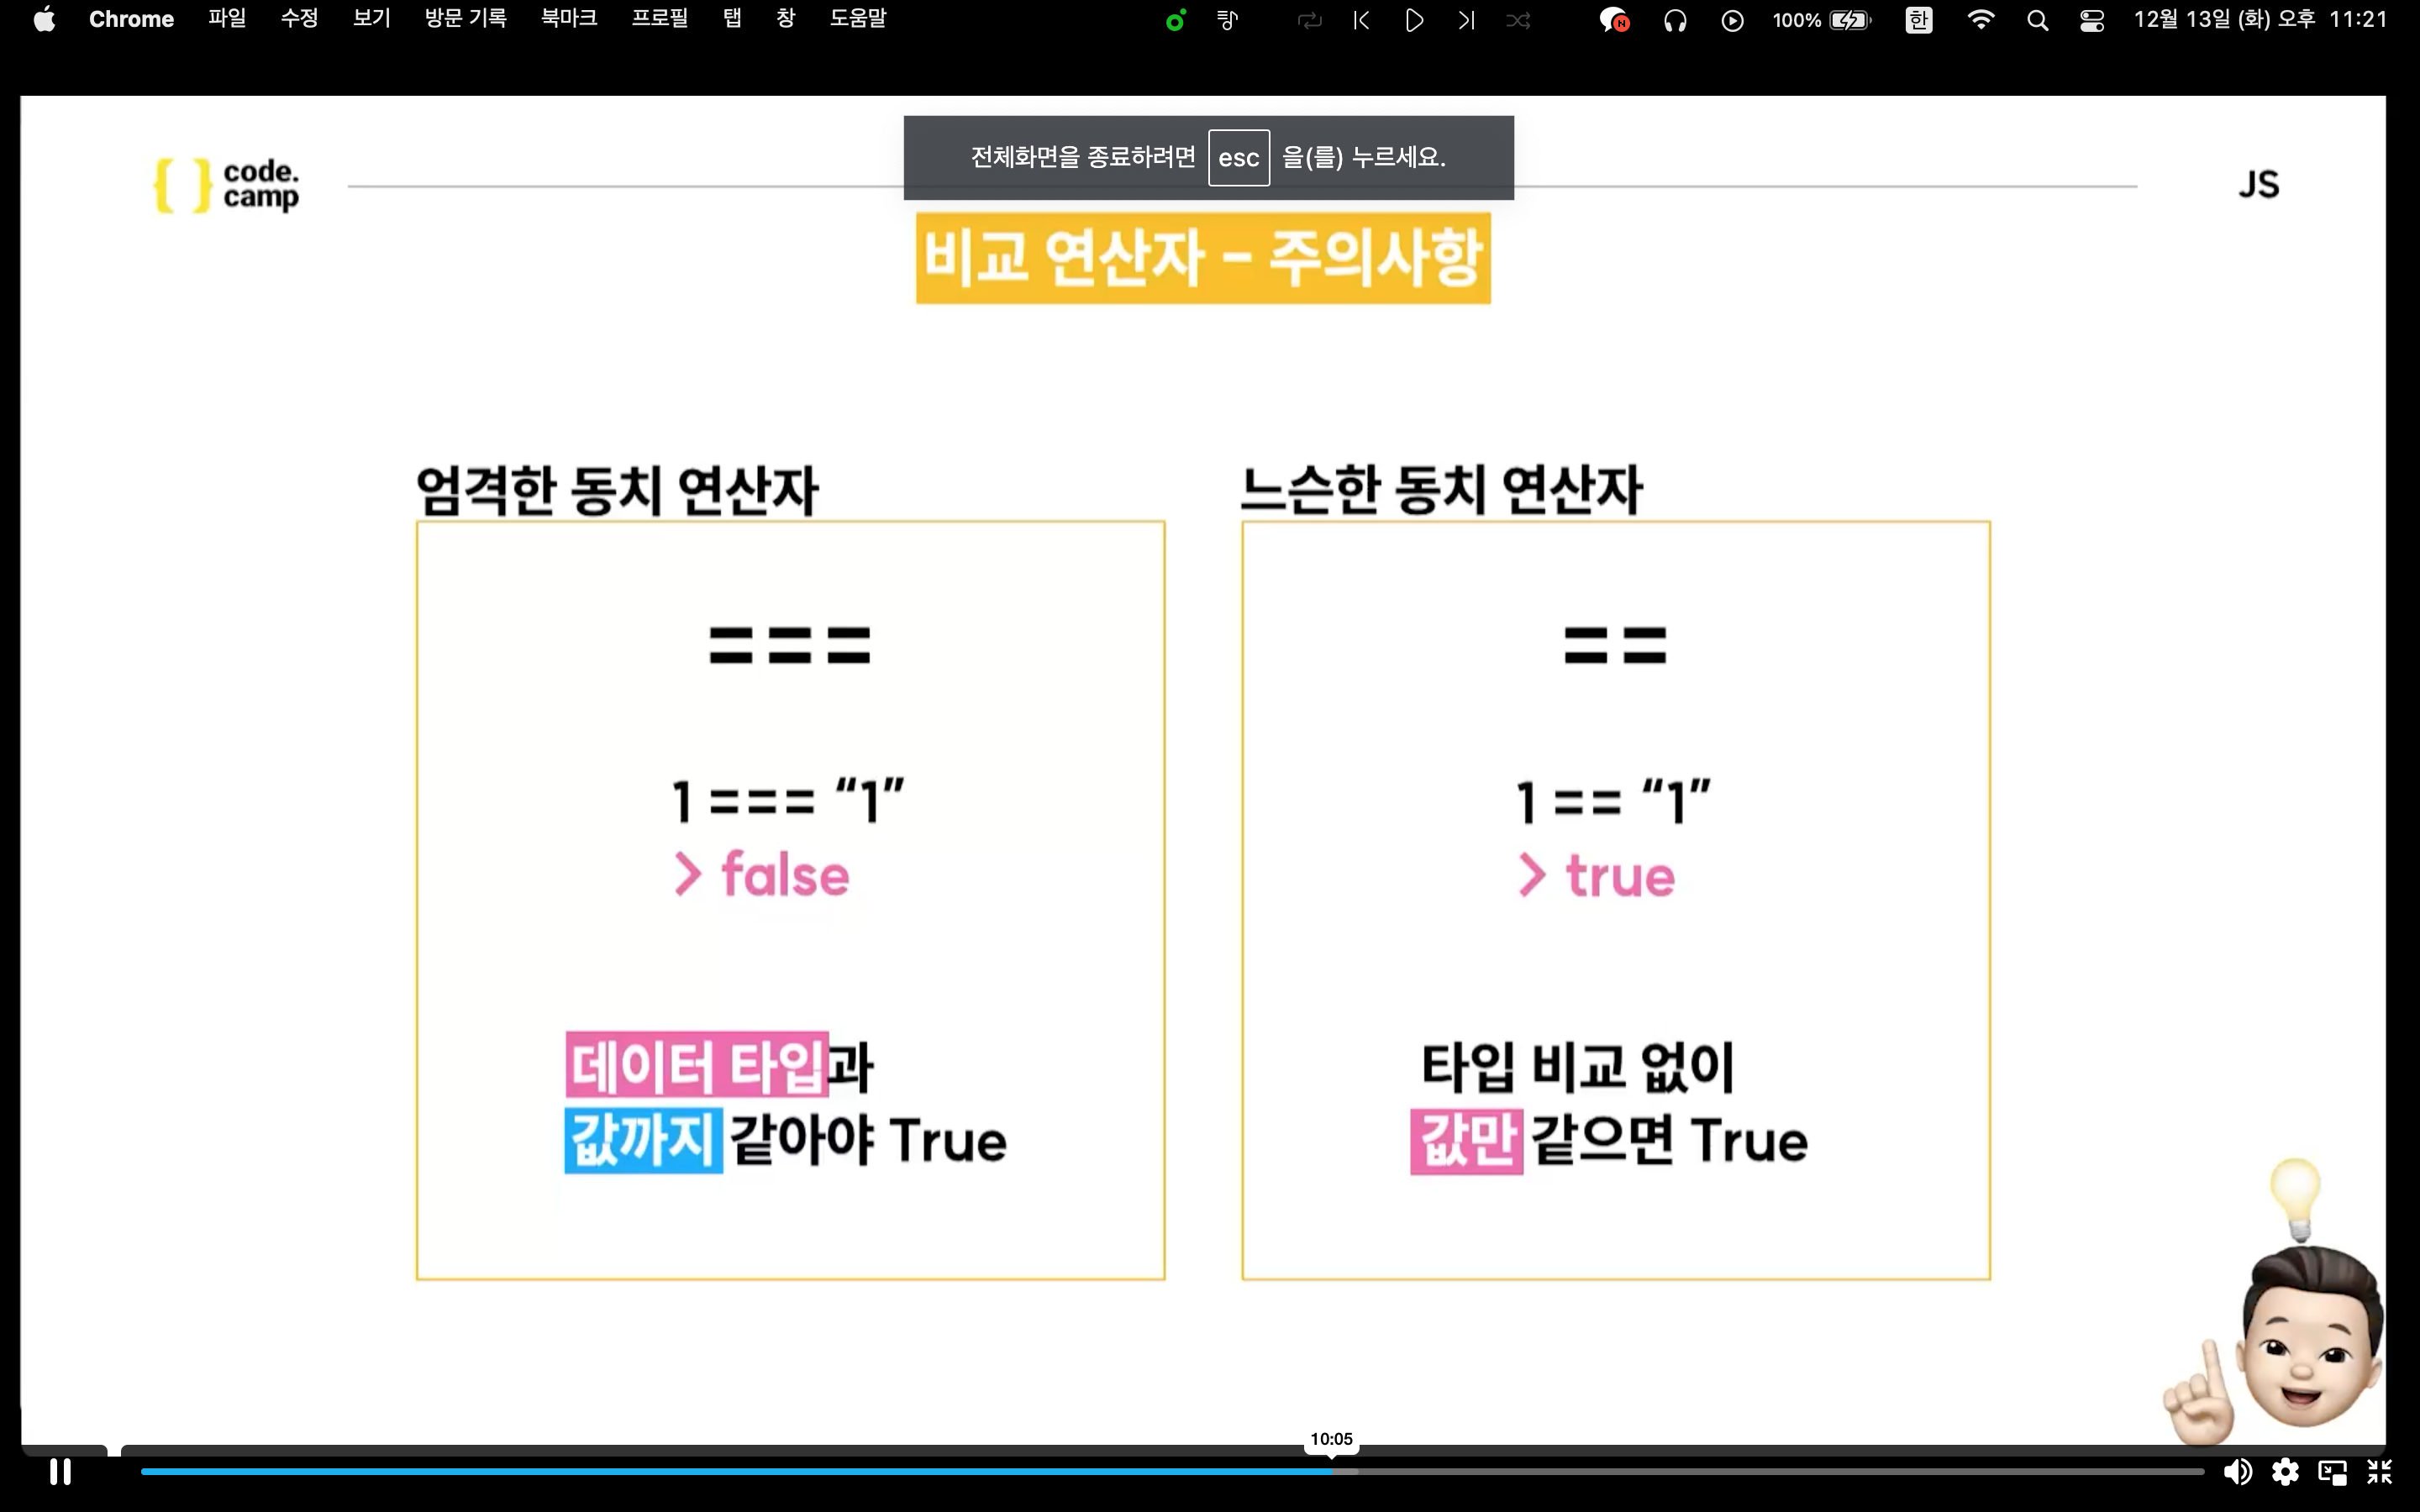 Chrome 파일 수정 보기 방문 기록 북마크 프로필 탭 창 도움말 100% 한 12월 13일 (화) 오후 11:21
전체화면을 종료하려면 esc 을(를) 누르세요.
{ } code.
camp
JS
비교 연산자 - 주의사항
엄격한 동치 연산자
===
1 === “1”
> false
데이터 타입과
값까지 같아야 True
느슨한 동치 연산자
==
1 == “1”
> true
타입 비교 없이
값만 같으면 True
10:05